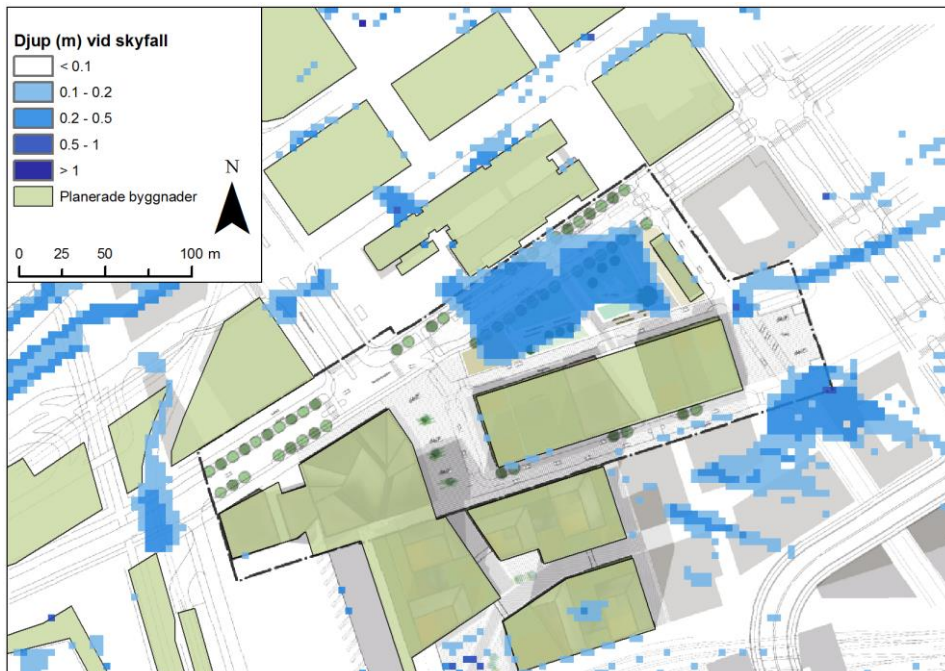 Djup (m) vid skyfall
< 0.1
0.1 - 0.2
0.2 - 0.5
0.5 - 1
> 1
Planerade byggnader
N
0 25 50 100 m